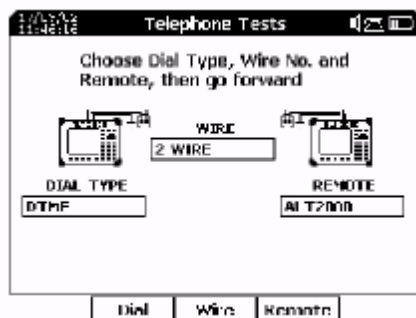 Telephone Tests
Choose Dial Type, Wire No. and
Remote, then go forward
WIRE
2 WIRE
DIAL TYPE
DTMF
REMOTE
ALT2000
Dial
Wire
Remote